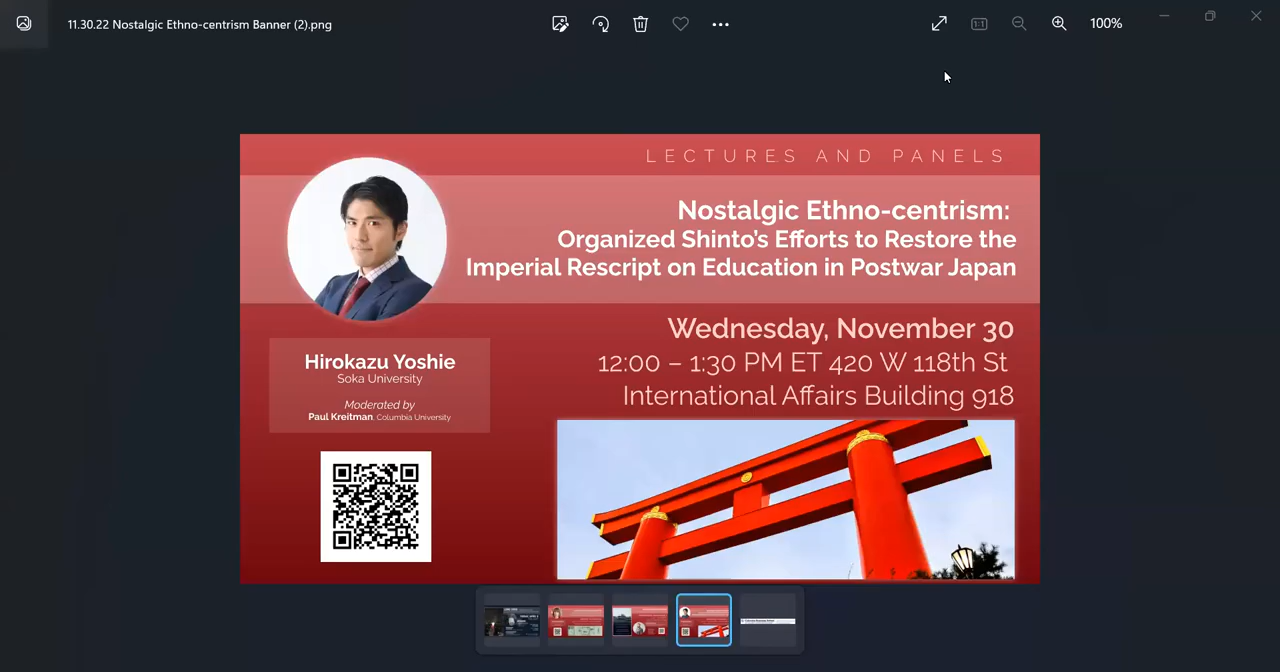 11.30.22 Nostalgic Ethno-centrism Banner (2).png
100%
LECTURES AND PANELS
Nostalgic Ethno-centrism:
Organized Shinto's Efforts to Restore the
Imperial Rescript on Education in Postwar Japan
Wednesday, November 30
12:00 – 1:30 PM ET 420 W 118th St
International Affairs Building 918
Hirokazu Yoshie
Soka University
Moderated by
Paul Kreitman, Columbia University